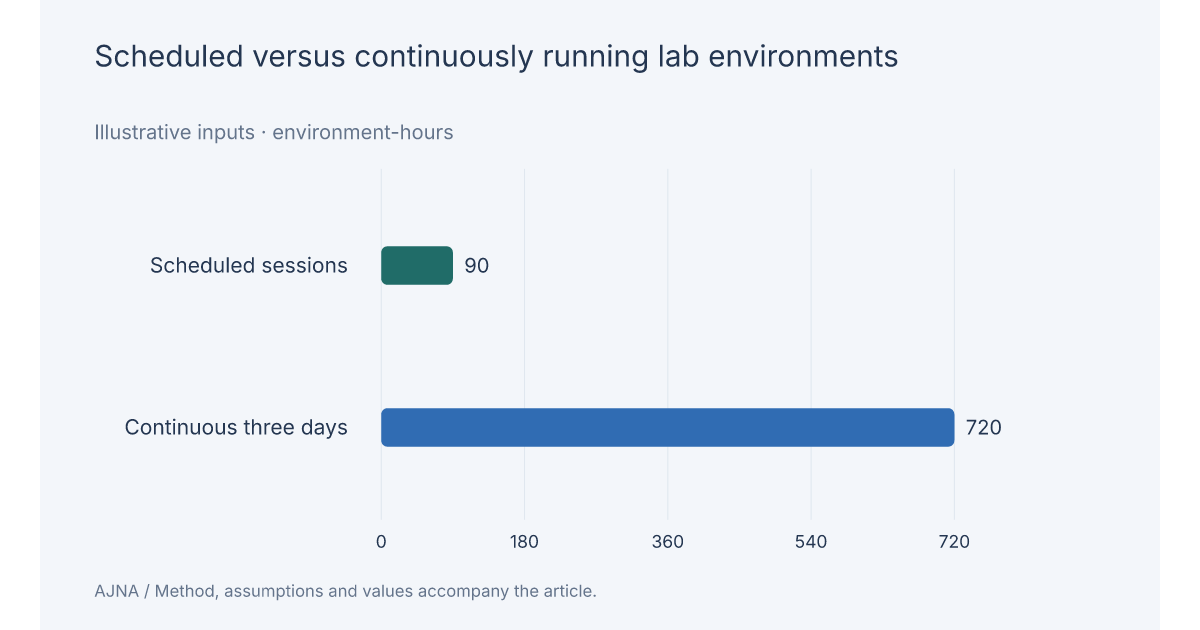 Scheduled versus continuously running lab environments
Illustrative inputs · environment-hours
Scheduled sessions 90
Continuous three days 720
0 180 360 540 720
AJNA / Method, assumptions and values accompany the article.